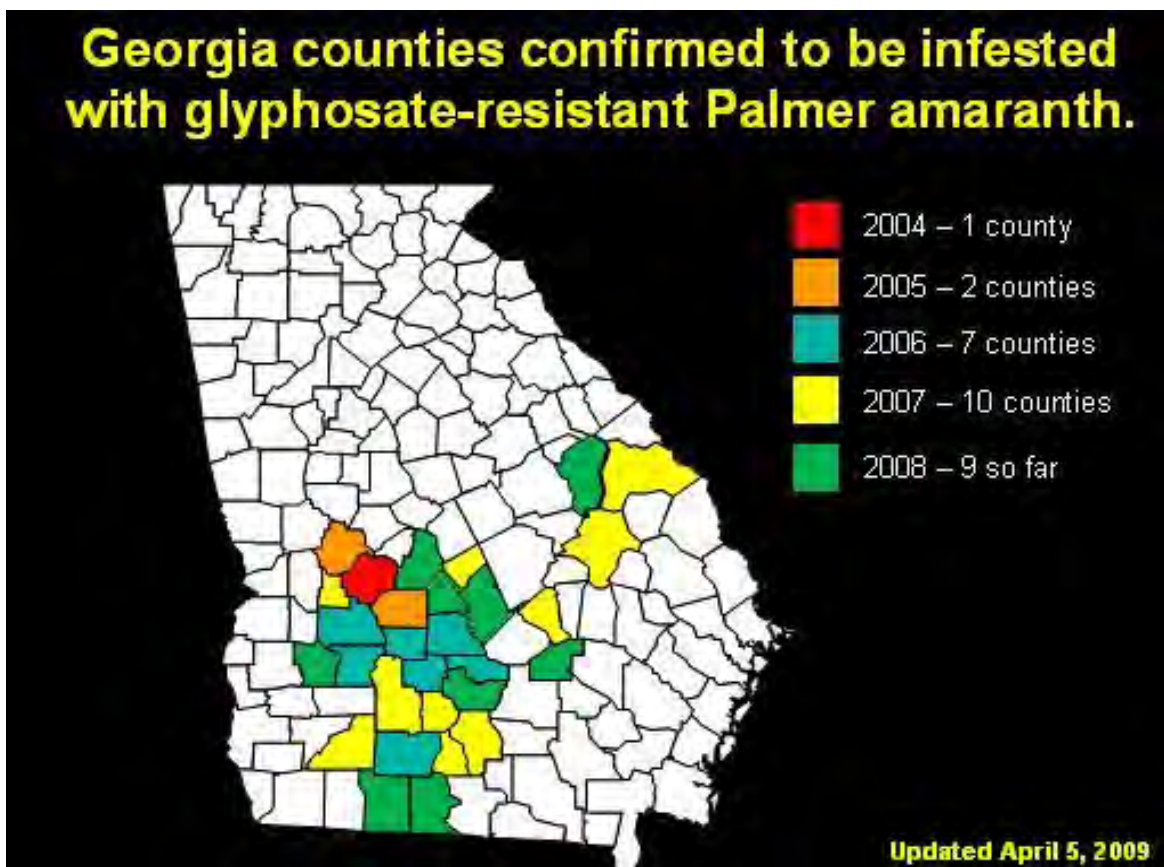 Georgia counties confirmed to be infested
with glyphosate-resistant Palmer amaranth.
2004 – 1 county
2005 – 2 counties
2006 – 7 counties
2007 – 10 counties
2008 – 9 so far
Updated April 5, 2009